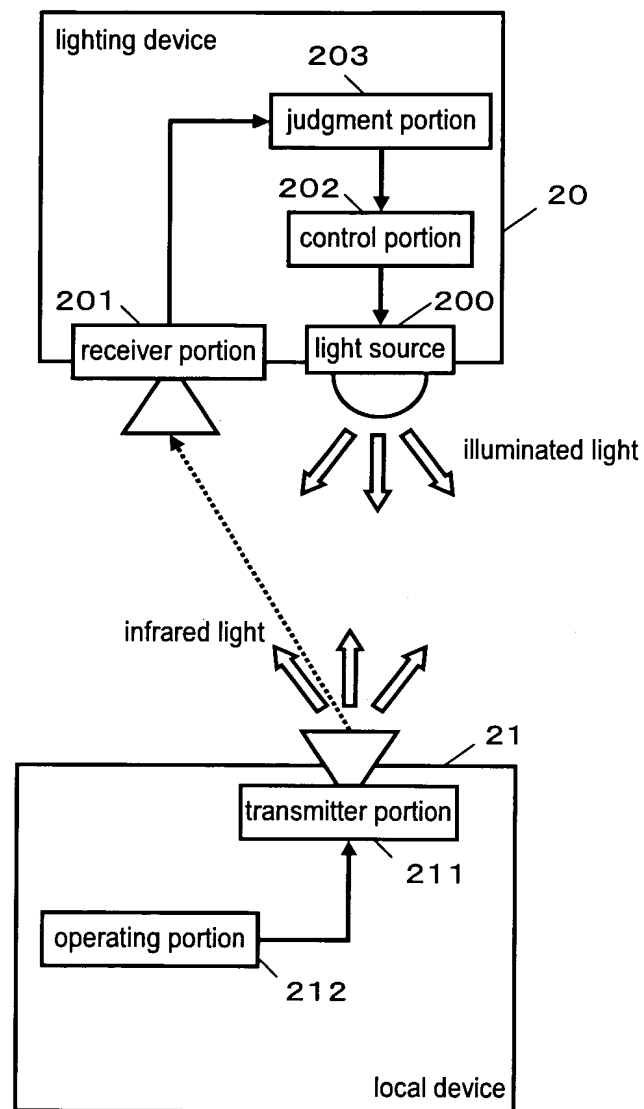 lighting device
203
judgment portion
202
control portion
20
201
200
receiver portion
light source
illuminated light
infrared light
21
transmitter portion
211
operating portion
212
local device